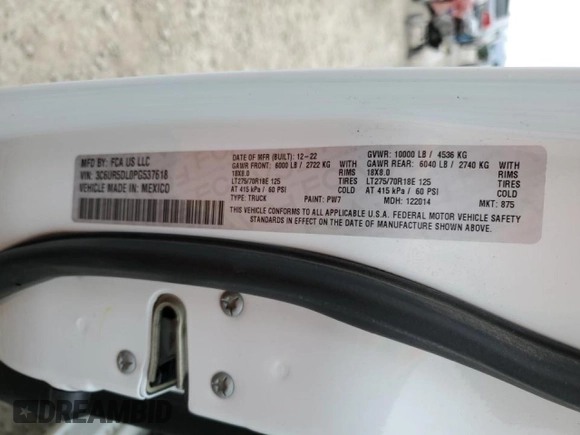 MFD BY: FCA US LLC
VIN: 3C6UR5DL0PG537618
VEHICLE MADE IN: MEXICO
DATE OF MFR (BUILT): 12-22
GAWR FRONT: 6000 LB / 2722 KG
18X8.0 RIMS
LT275/70R18E 125 TIRES
AT 415 kPa / 60 PSI COLD
TYPE: TRUCK PAINT: PW7
GVWR: 10000 LB / 4536 KG
GAWR REAR: 6040 LB / 2740 KG
18X8.0 RIMS
LT275/70R18E 125 TIRES
AT 415 kPa / 60 PSI COLD
MDH: 122014 MKT: 875
THIS VEHICLE CONFORMS TO ALL APPLICABLE U.S.A. FEDERAL MOTOR VEHICLE SAFETY
STANDARDS IN EFFECT ON THE DATE OF MANUFACTURE SHOWN ABOVE.
DREAMBID